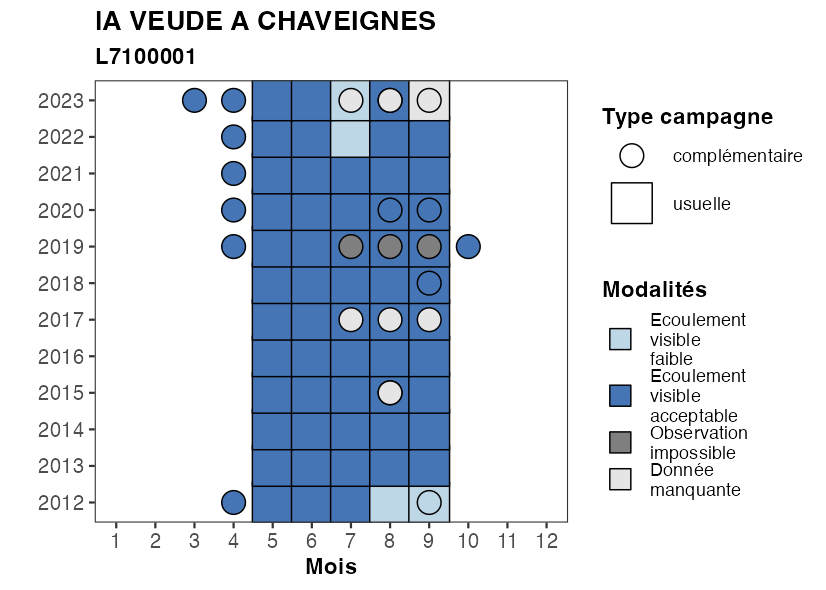 IA VEUDE A CHAVEIGNES
L7100001
2023
2022
2021
2020
2019
2018
2017
2016
2015
2014
2013
2012
1 2 3 4 5 6 7 8 9 10 11 12
Mois
Type campagne
complémentaire
usuelle
Modalités
Ecoulement
visible
faible
Ecoulement
visible
acceptable
Observation
impossible
Donnée
manquante